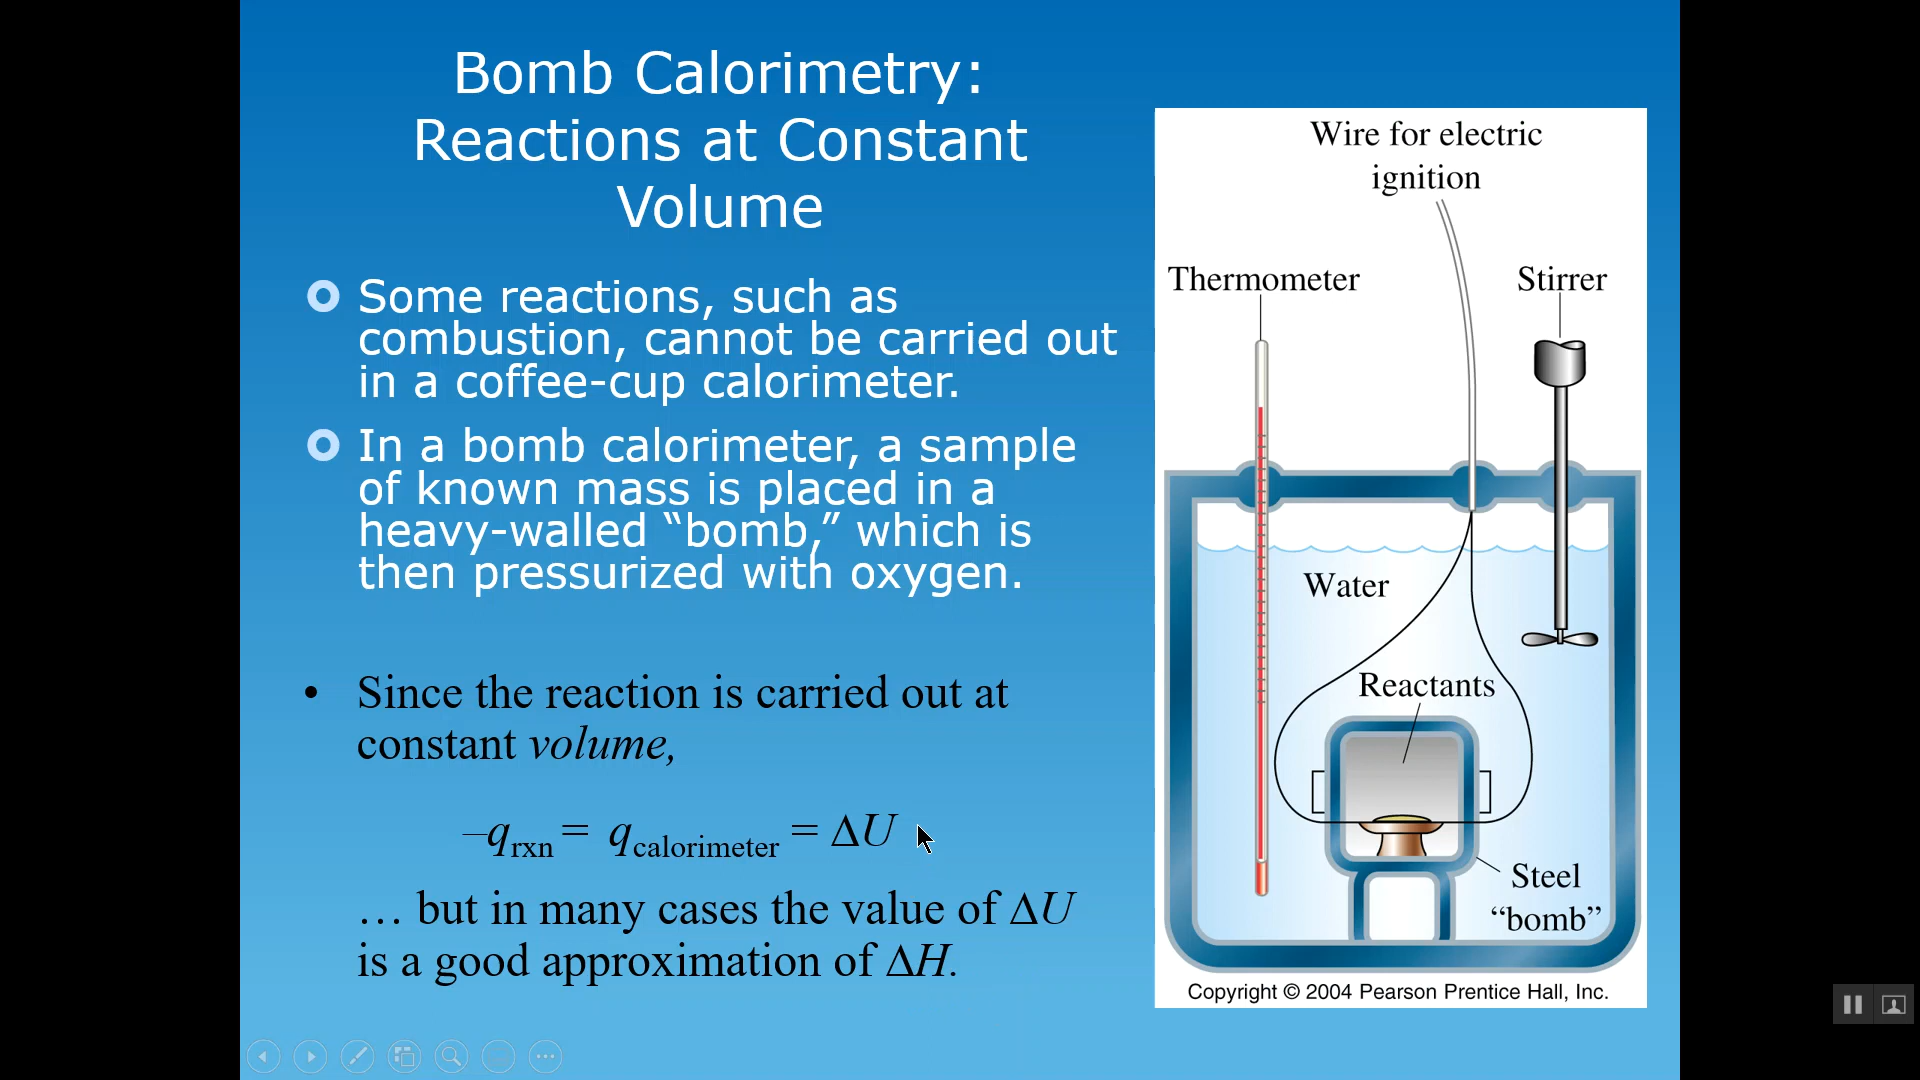 Bomb Calorimetry:
Reactions at Constant
Volume
Some reactions, such as
combustion, cannot be carried out
in a coffee-cup calorimeter.
In a bomb calorimeter, a sample
of known mass is placed in a
heavy-walled “bomb,” which is
then pressurized with oxygen.
• Since the reaction is carried out at
constant volume,
–qrxn = qcalorimeter = ΔU
… but in many cases the value of ΔU
is a good approximation of ΔH.
Wire for electric
ignition
Thermometer
Stirrer
Water
Reactants
Steel
“bomb”
Copyright © 2004 Pearson Prentice Hall, Inc.